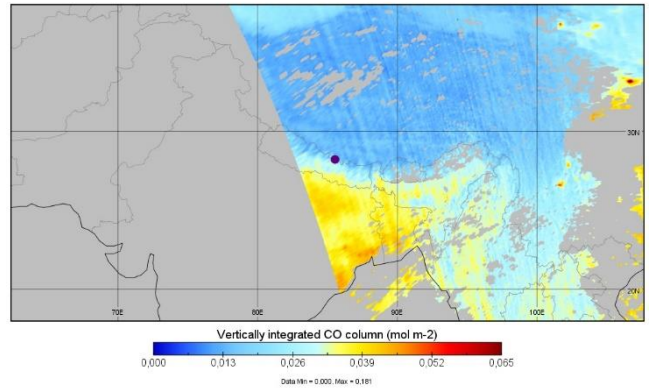 30N
20N
70E
80E
90E
100E
Vertically integrated CO column (mol m-2)
0,000 0,013 0,026 0,039 0,052 0,065
Data Min = 0,000, Max = 0,181